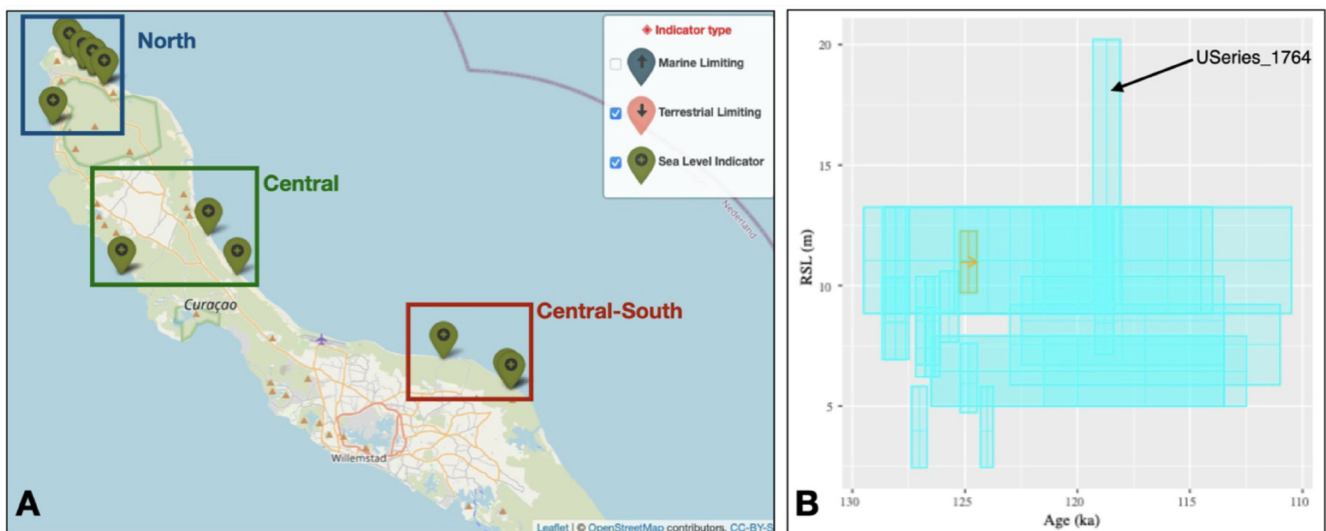 North
Indicator type
Marine Limiting
Terrestrial Limiting
Sea Level Indicator
Nederland
Central
Curaçao
Central-South
Willemstad
A
Leaflet | © OpenStreetMap contributors, CC-BY-S
USeries_1764
20
15
10
5
RSL (m)
130
125
120
115
110
Age (ka)
B